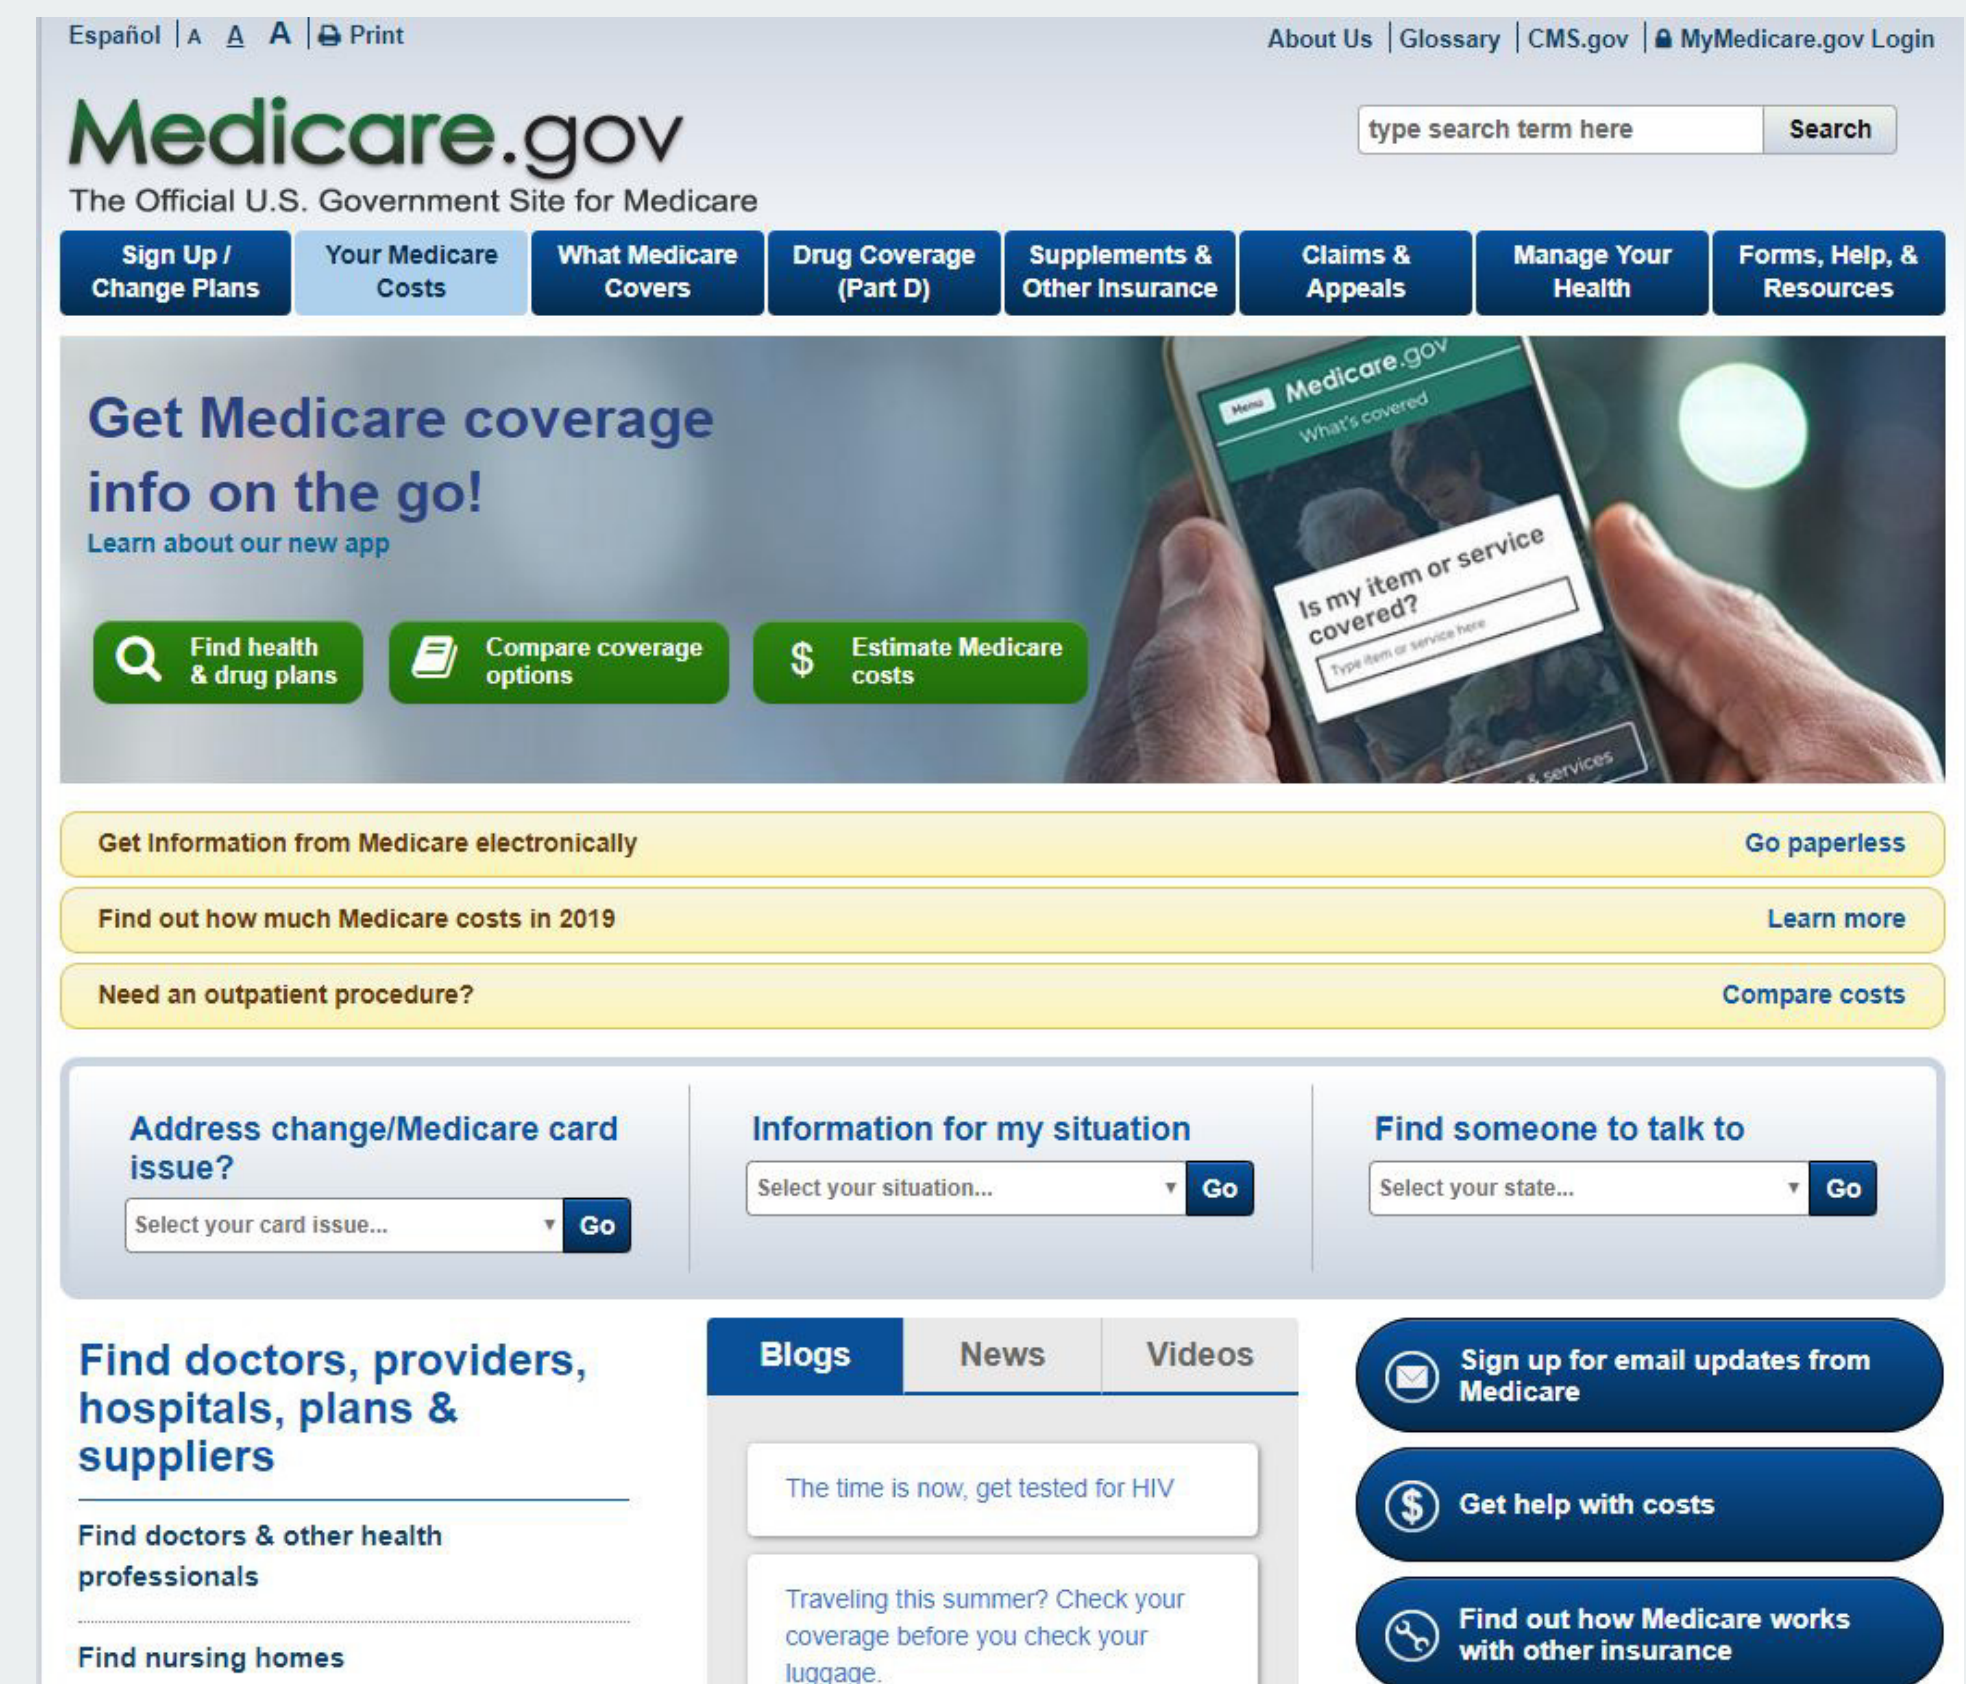 Español | A A A | Print
About Us | Glossary | CMS.gov | MyMedicare.gov Login
Medicare.gov
The Official U.S. Government Site for Medicare
type search term here
Search
Sign Up /
Change Plans
Your Medicare
Costs
What Medicare
Covers
Drug Coverage
(Part D)
Supplements &
Other Insurance
Claims &
Appeals
Manage Your
Health
Forms, Help, &
Resources
Get Medicare coverage
info on the go!
Learn about our new app
Find health
& drug plans
Compare coverage
options
$ Estimate Medicare
costs
Menu Medicare.gov
What's covered
Is my item or service
covered?
Type item or service here
& services
Get Information from Medicare electronically
Go paperless
Find out how much Medicare costs in 2019
Learn more
Need an outpatient procedure?
Compare costs
Address change/Medicare card
issue?
Select your card issue...
Go
Information for my situation
Select your situation...
Go
Find someone to talk to
Select your state...
Go
Find doctors, providers,
hospitals, plans &
suppliers
Find doctors & other health
professionals
Find nursing homes
Blogs
News
Videos
The time is now, get tested for HIV
Traveling this summer? Check your
coverage before you check your
luggage.
Sign up for email updates from
Medicare
$ Get help with costs
Find out how Medicare works
with other insurance